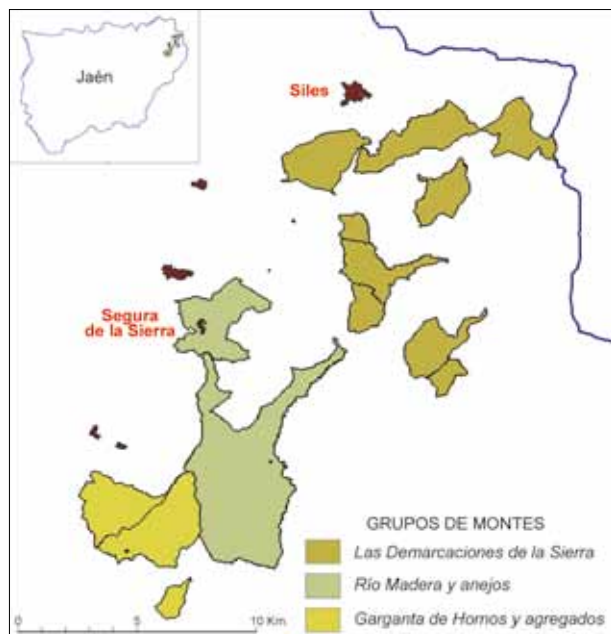 Jaén
Siles
Segura
de la Sierra
GRUPOS DE MONTES
Las Demarcaciones de la Sierra
Río Madera y anejos
Garganta de Hornos y agregados
0 5 10 Km.